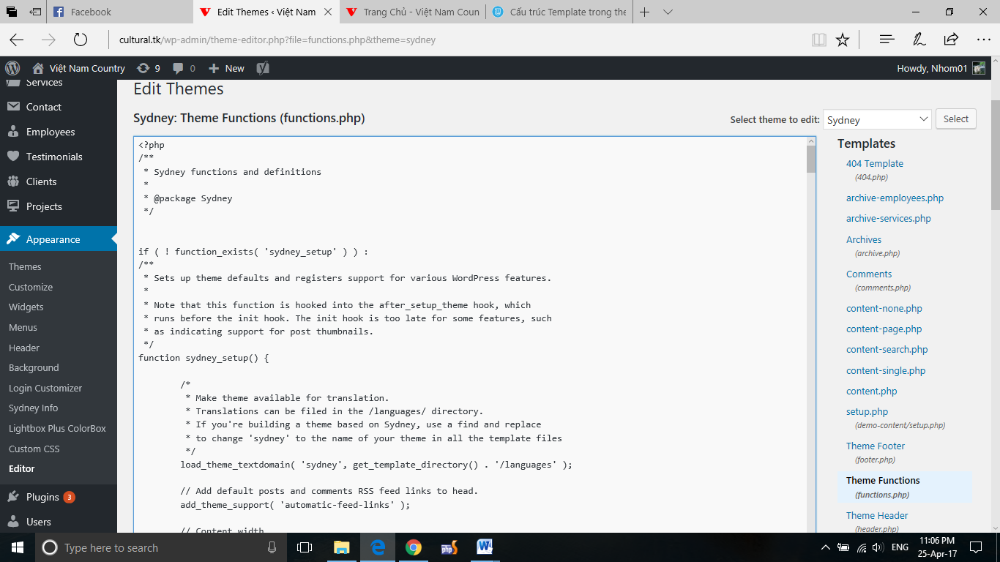 Facebook
Edit Themes ‹ Việt Nam
Trang Chủ - Việt Nam Coun
Cấu trúc Template trong the
cultural.tk/wp-admin/theme-editor.php?file=functions.php&theme=sydney
Việt Nam Country
9
0
New
Howdy, Nhom01
Services
Contact
Employees
Testimonials
Clients
Projects
Appearance
Themes
Customize
Widgets
Menus
Header
Background
Login Customizer
Sydney Info
Lightbox Plus ColorBox
Custom CSS
Editor
Plugins 3
Users
Edit Themes
Sydney: Theme Functions (functions.php)
Select theme to edit: Sydney Select
<?php
/**
 * Sydney functions and definitions
 *
 * @package Sydney
 */
if ( ! function_exists( 'sydney_setup' ) ) :
/**
 * Sets up theme defaults and registers support for various WordPress features.
 *
 * Note that this function is hooked into the after_setup_theme hook, which
 * runs before the init hook. The init hook is too late for some features, such
 * as indicating support for post thumbnails.
 */
function sydney_setup() {
/*
 * Make theme available for translation.
 * Translations can be filed in the /languages/ directory.
 * If you're building a theme based on Sydney, use a find and replace
 * to change 'sydney' to the name of your theme in all the template files
 */
load_theme_textdomain( 'sydney', get_template_directory() . '/languages' );
// Add default posts and comments RSS feed links to head.
add_theme_support( 'automatic-feed-links' );
// Content width
Templates
404 Template
(404.php)
archive-employees.php
archive-services.php
Archives
(archive.php)
Comments
(comments.php)
content-none.php
content-page.php
content-search.php
content-single.php
content.php
setup.php
(demo-content/setup.php)
Theme Footer
(footer.php)
Theme Functions
(functions.php)
Theme Header
(header.php)
Type here to search
php
W
ENG
11:06 PM
25-Apr-17